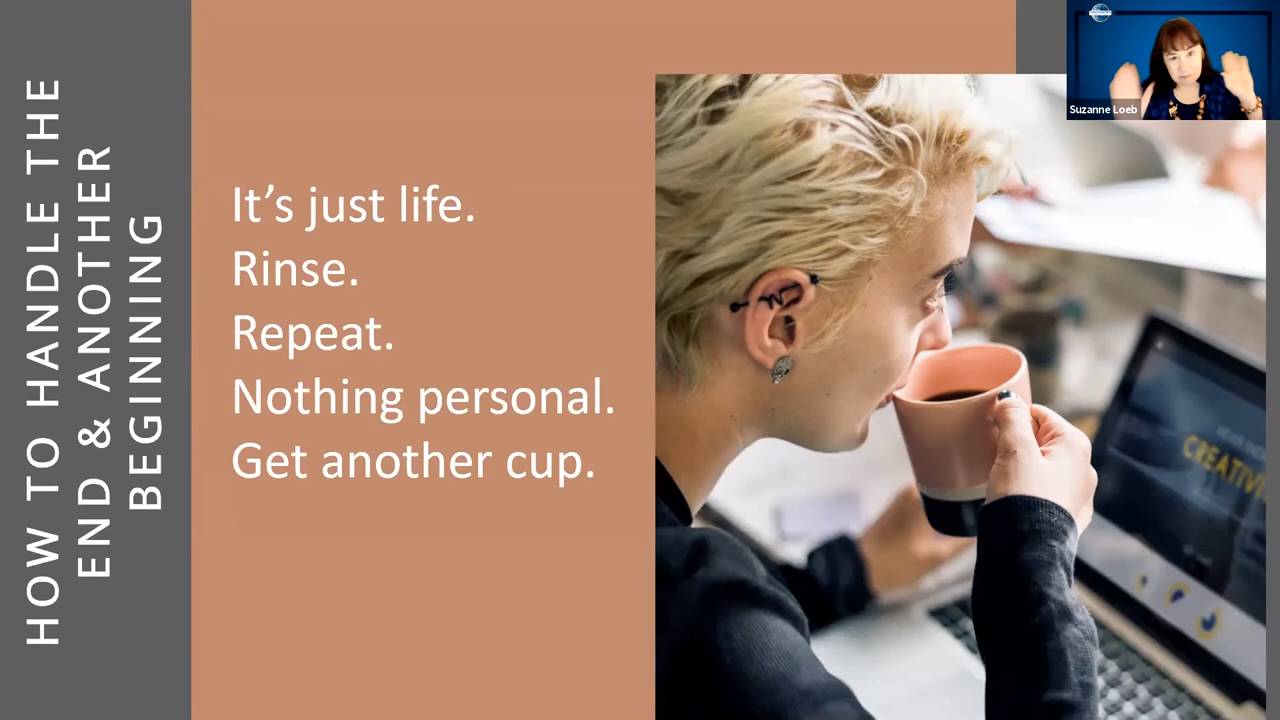 HOW TO HANDLE THE
END & ANOTHER
BEGINNING
It’s just life.
Rinse.
Repeat.
Nothing personal.
Get another cup.
Suzanne Loeb